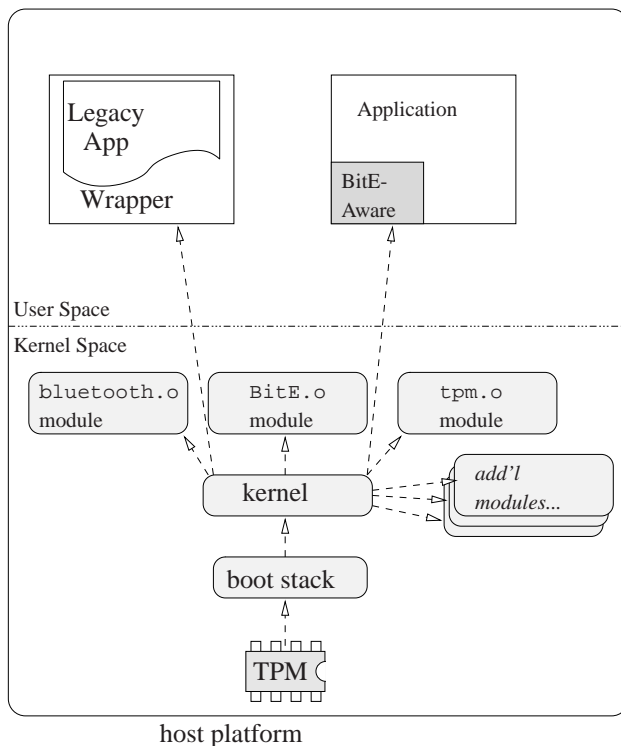 Legacy
App
Wrapper
Application
BitE-
Aware
User Space
Kernel Space
bluetooth.o
module
BitE.o
module
tpm.o
module
kernel
add'l
modules...
boot stack
TPM
host platform